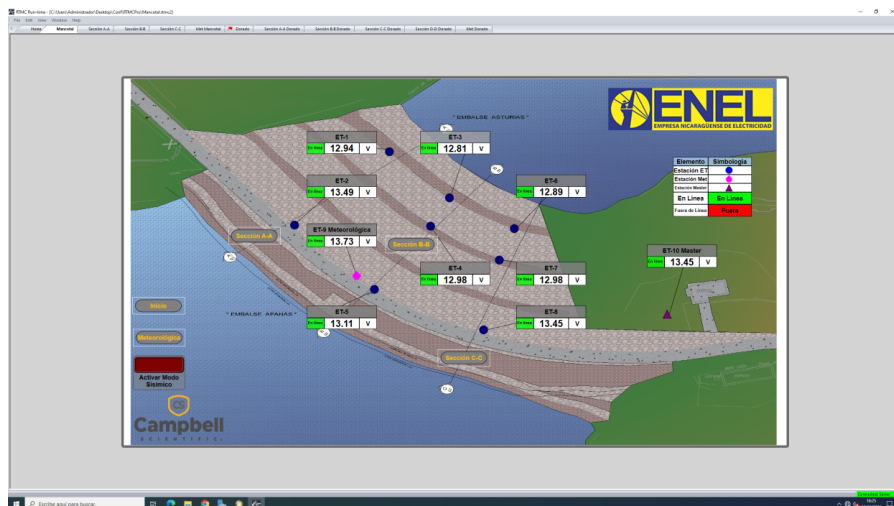 RTMC Run-time - [C:\Users\Administrador\Desktop\Conf\RTMCPro\Mancotal.rtmc2]
File Edit View Window Help
Home Mancotal Sección A-A Sección B-B Sección C-C Met Mancotal Dorado Sección A-A Dorado Sección B-B Dorado Sección C-C Dorado Sección D-D Dorado Met Dorado
ENEL
EMPRESA NICARAGÜENSE DE ELECTRICIDAD
" EMBALSE ASTURIAS "
ET-1
En línea 12.94 V
ET-3
En línea 12.81 V
Elemento Simbología
Estación ET
Estación Met
Estación Master
En Linea En Linea
Fuera de Linea Fuera
ET-2
En línea 13.49 V
ET-6
En línea 12.89 V
ET-9 Meteorológica
En línea 13.73 V
Sección A-A
Sección B-B
ET-10 Master
En línea 13.45 V
ET-4
En línea 12.98 V
ET-7
En línea 12.98 V
Inicio
" EMBALSE APANAS "
ET-5
En línea 13.11 V
ET-8
En línea 13.45 V
Meteorológica
Sección C-C
Activar Modo
Sisimico
CS
Campbell
SCIENTIFIC
Escribe aquí para buscar.